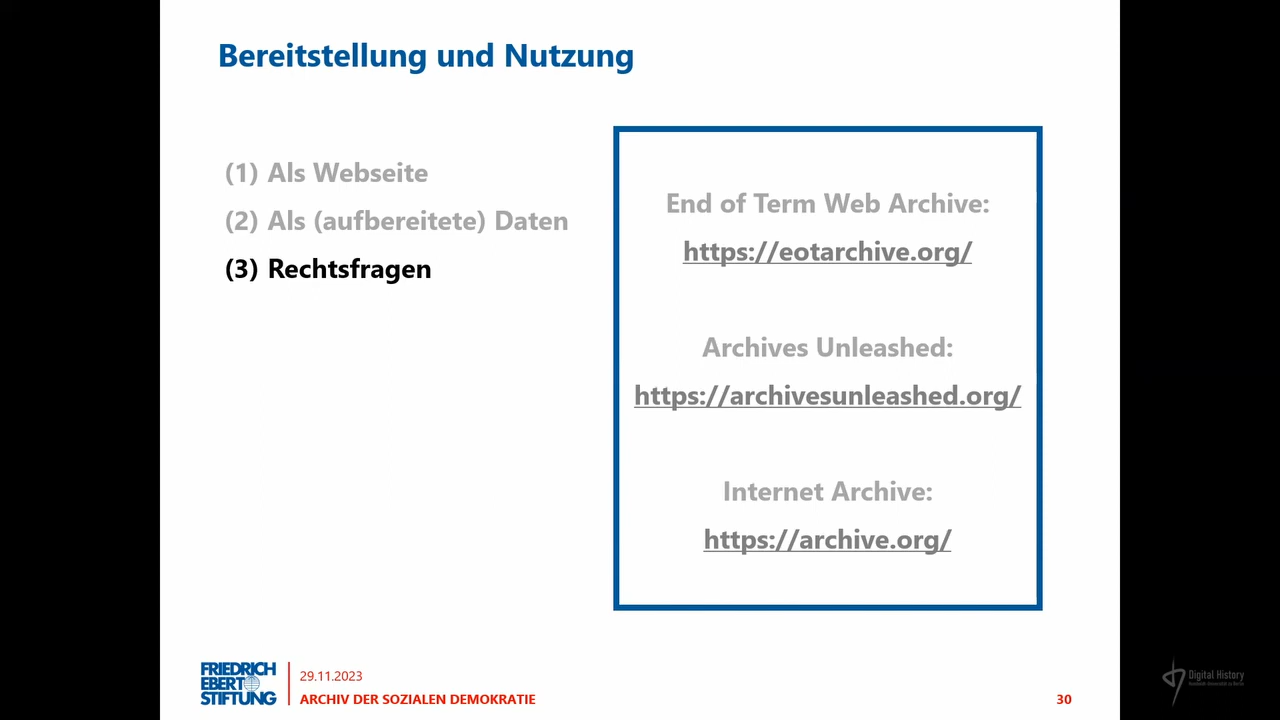 Bereitstellung und Nutzung
(1) Als Webseite
(2) Als (aufbereitete) Daten
(3) Rechtsfragen
End of Term Web Archive:
https://eotarchive.org/
Archives Unleashed:
https://archivesunleashed.org/
Internet Archive:
https://archive.org/
FRIEDRICH
EBERT
STIFTUNG
29.11.2023
ARCHIV DER SOZIALEN DEMOKRATIE
30
Digital History